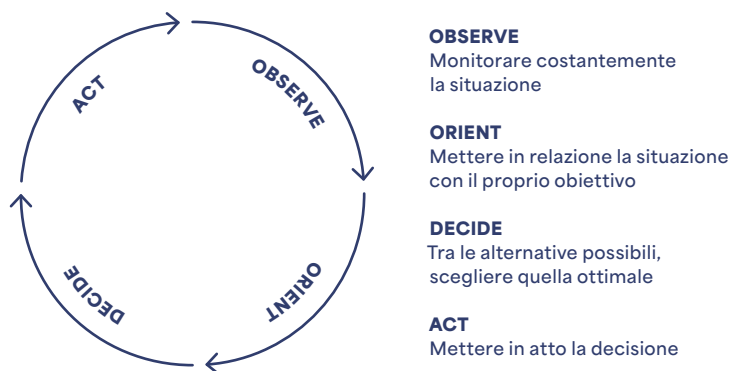 ACT
OBSERVE
DECIDE
ORIENT
OBSERVE
Monitorare costantemente
la situazione
ORIENT
Mettere in relazione la situazione
con il proprio obiettivo
DECIDE
Tra le alternative possibili,
scegliere quella ottimale
ACT
Mettere in atto la decisione